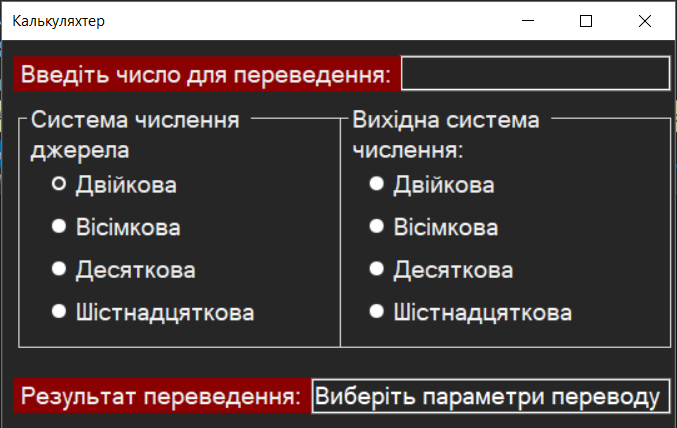 Калькуляхтер
Введіть число для переведення:
Система числення
джерела
Двійкова
Вісімкова
Десяткова
Шістнадцяткова
Вихідна система
числення:
Двійкова
Вісімкова
Десяткова
Шістнадцяткова
Результат переведення: Виберіть параметри переводу